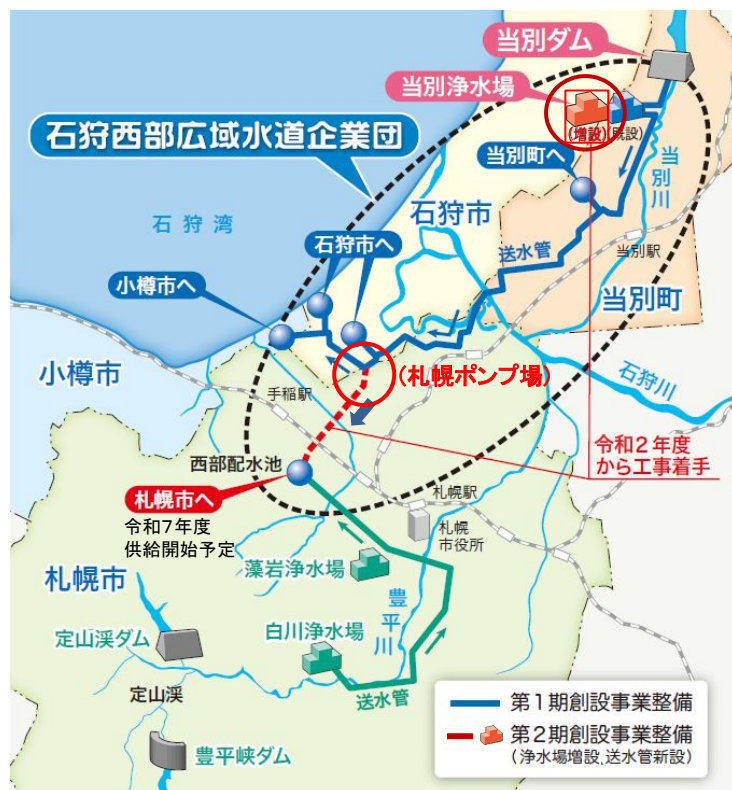 当別ダム
当別浄水場
(増設)
(既設)
石狩西部広域水道企業団
当別町へ
当別川
石狩湾
石狩市
石狩市へ
送水管
当別駅
小樽市へ
当別町
小樽市
(札幌ポンプ場)
石狩川
手稲駅
令和2年度
から工事着手
西部配水池
札幌市へ
札幌駅
令和7年度
供給開始予定
札幌
市役所
藻岩浄水場
札幌市
豊平川
白川浄水場
定山渓ダム
定山渓
送水管
第1期創設事業整備
第2期創設事業整備
(浄水場増設,送水管新設)
豊平峡ダム